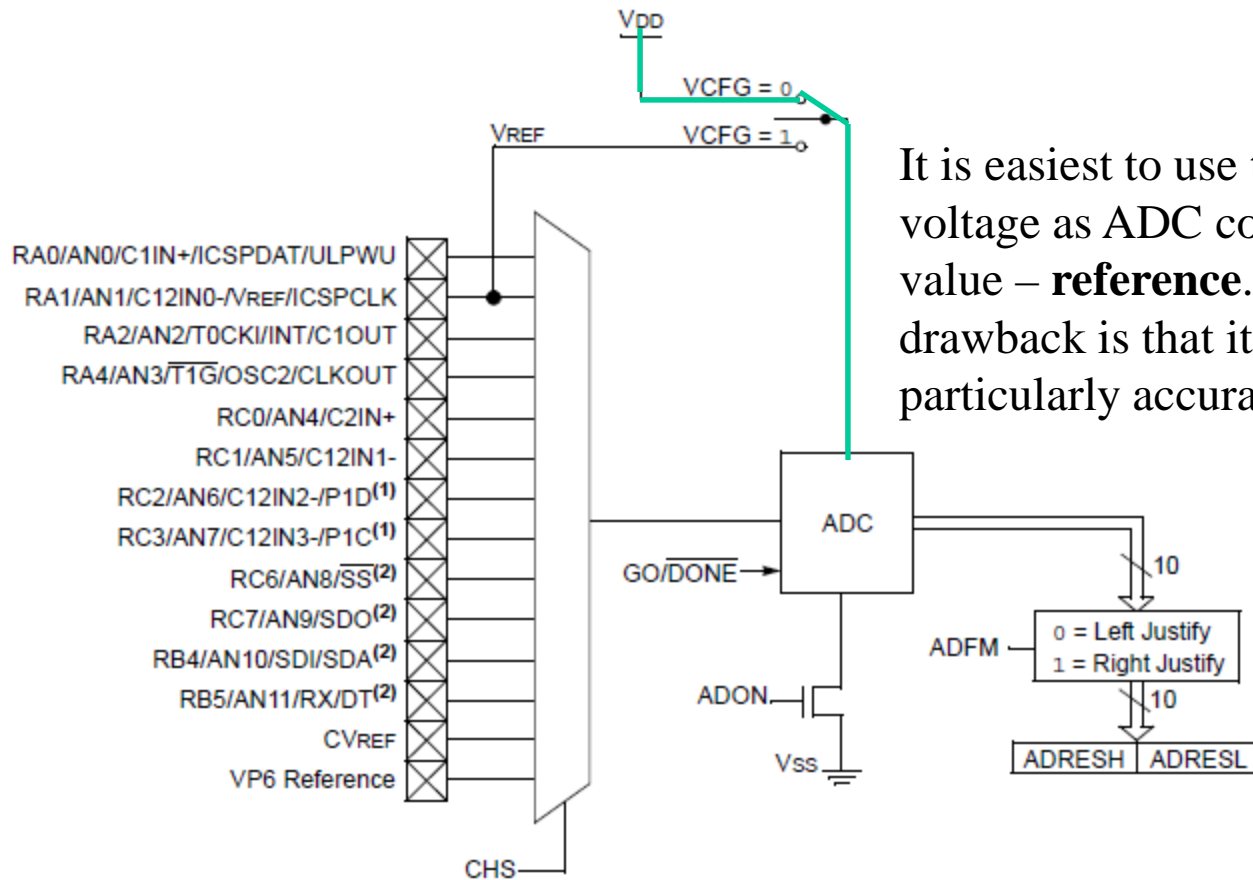 VDD
VCFG = 0
VREF
VCFG = 1
It is easiest to use
voltage as ADC
value – reference.
drawback is that it
particularly
RA0/AN0/C1IN+/ICSPDAT/ULPWU
RA1/AN1/C12IN0-/VREF/ICSPCLK
RA2/AN2/T0CKI/INT/C1OUT
RA4/AN3/T1G/OSC2/CLKOUT
RC0/AN4/C2IN+
RC1/AN5/C12IN1-
RC2/AN6/C12IN2-/P1D(1)
RC3/AN7/C12IN3-/P1C(1)
RC6/AN8/SS(2)
RC7/AN9/SDO(2)
RB4/AN10/SDI/SDA(2)
RB5/AN11/RX/DT(2)
CVREF
VP6 Reference
CHS
ADC
GO/DONE
10
ADFM
0 = Left Justify
1 = Right Justify
10
ADON
VSS
ADRESH ADRESL